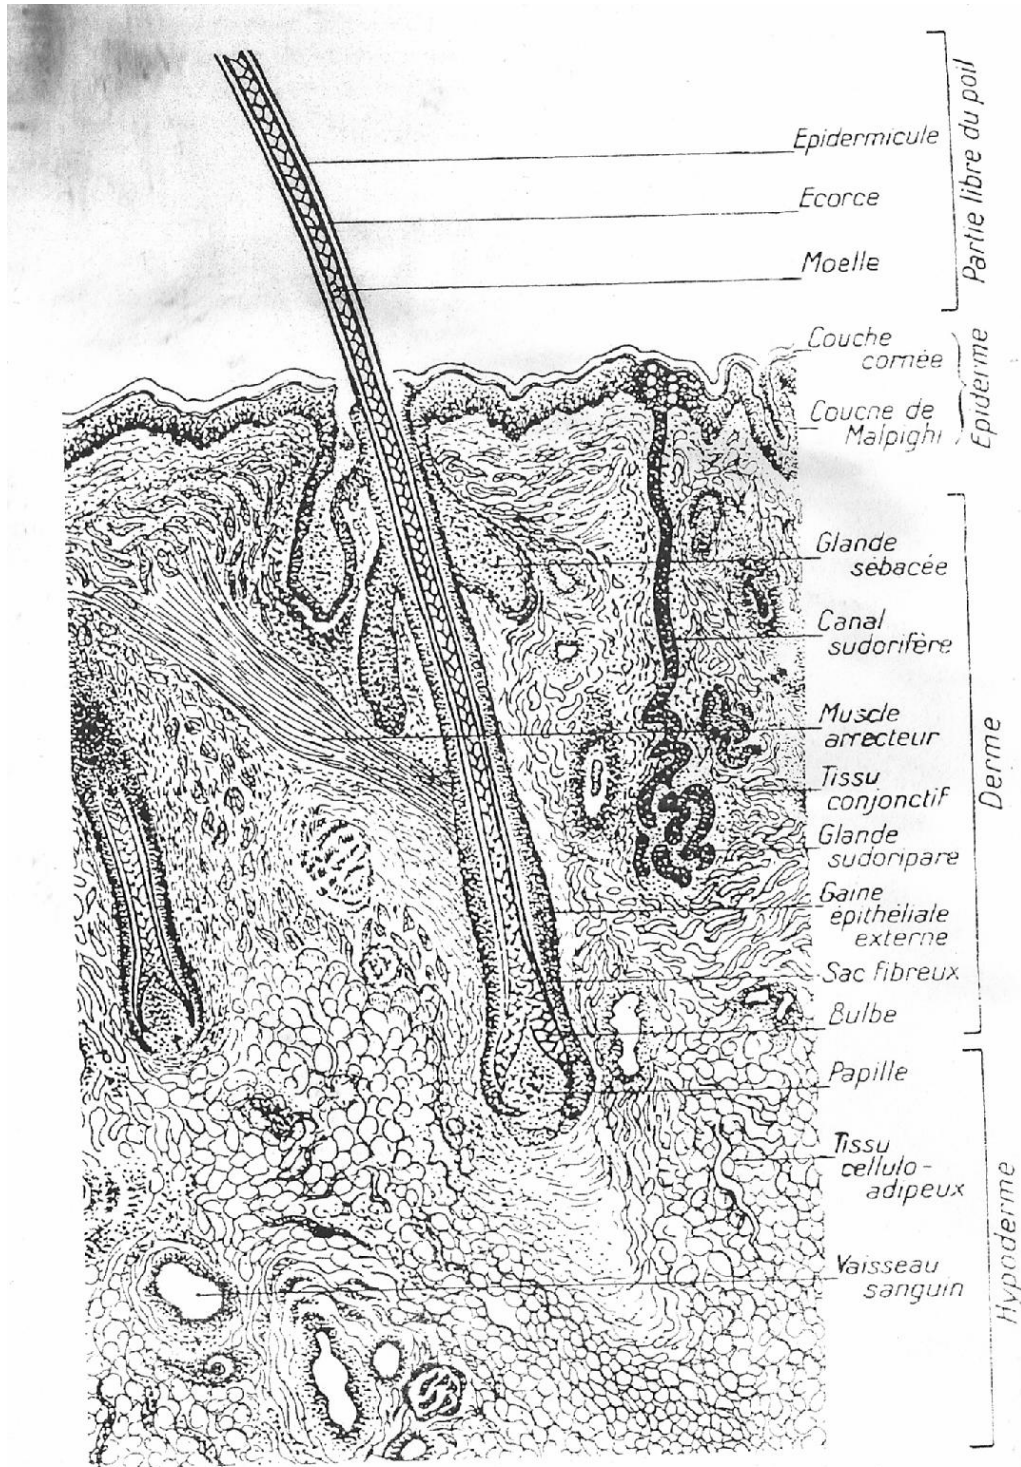 Epidermicule
Ecorce
Moelle
Partie libre du poil
Couche
cornée
Couche de
Malpighi
Epiderme
Glande
sébacée
Canal
sudorifère
Muscle
arrecteur
Tissu
conjonctif
Glande
sudoripare
Gaine
épithéliale
externe
Sac fibreux
Bulbe
Derme
Papille
Tissu
cellulo-
adipeux
Vaisseau
sanguin
Hypoderme